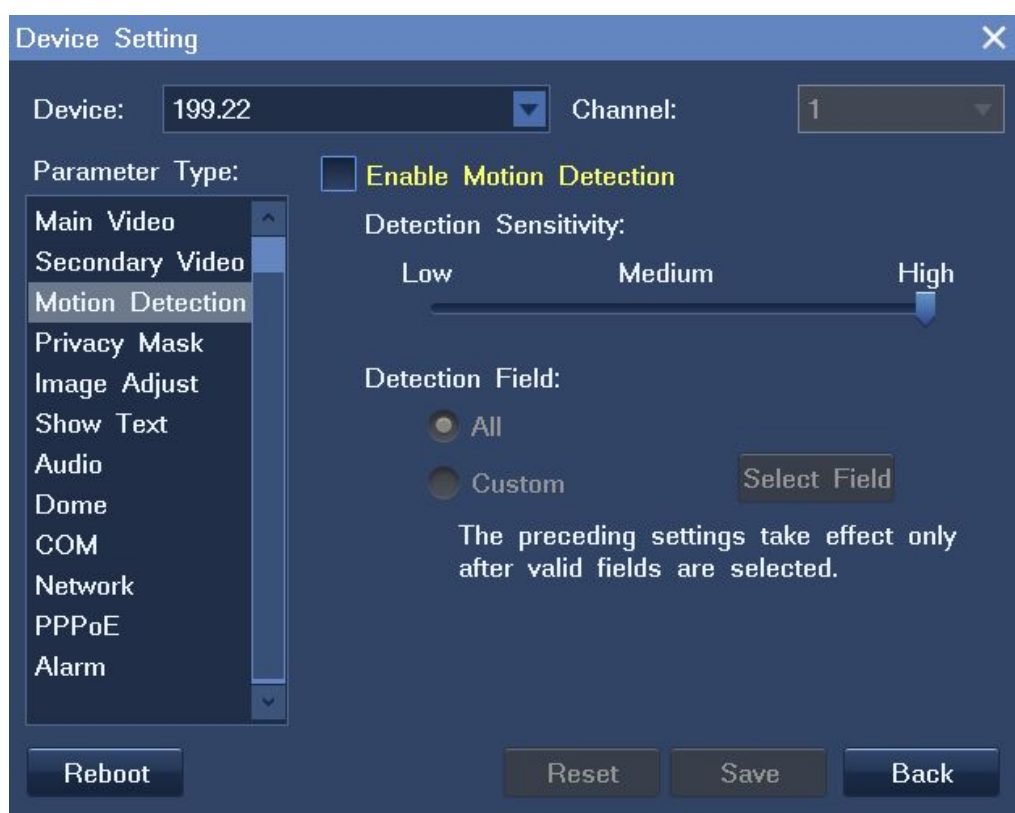 Device Setting
Device: 199.22 Channel: 1
Parameter Type:
Main Video
Secondary Video
Motion Detection
Privacy Mask
Image Adjust
Show Text
Audio
Dome
COM
Network
PPPoE
Alarm
Enable Motion Detection
Detection Sensitivity:
Low Medium High
Detection Field:
All
Custom Select Field
The preceding settings take effect only
after valid fields are selected.
Reboot Reset Save Back